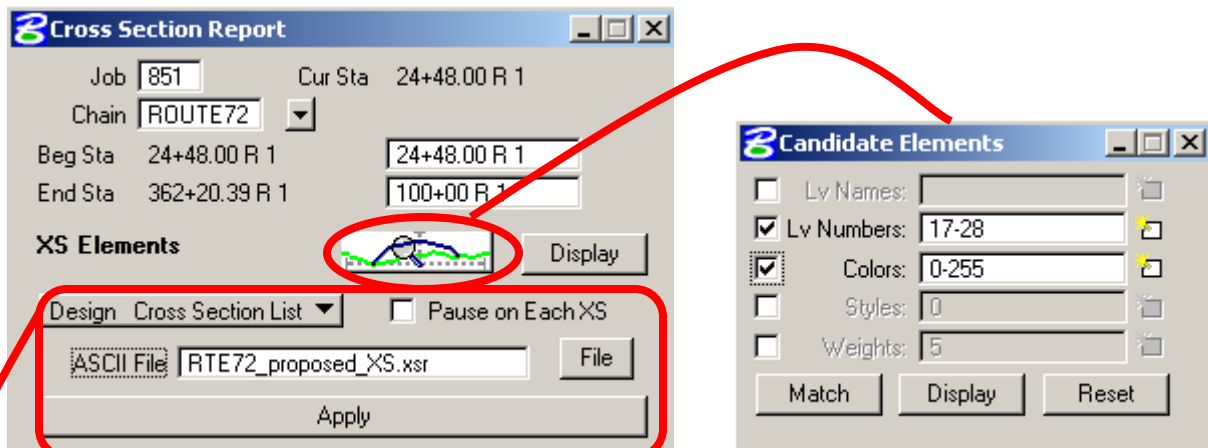 Cross Section Report
Job 851 Cur Sta 24+48.00 R 1
Chain ROUTE72
Beg Sta 24+48.00 R 1 24+48.00 R 1
End Sta 362+20.39 R 1 100+00 R 1
XS Elements Display
Design Cross Section List Pause on Each XS
ASCII File RTE72_proposed_XS.xsr File
Apply
Candidate Elements
Lv Names:
Lv Numbers: 17-28
Colors: 0-255
Styles: 0
Weights: 5
Match Display Reset